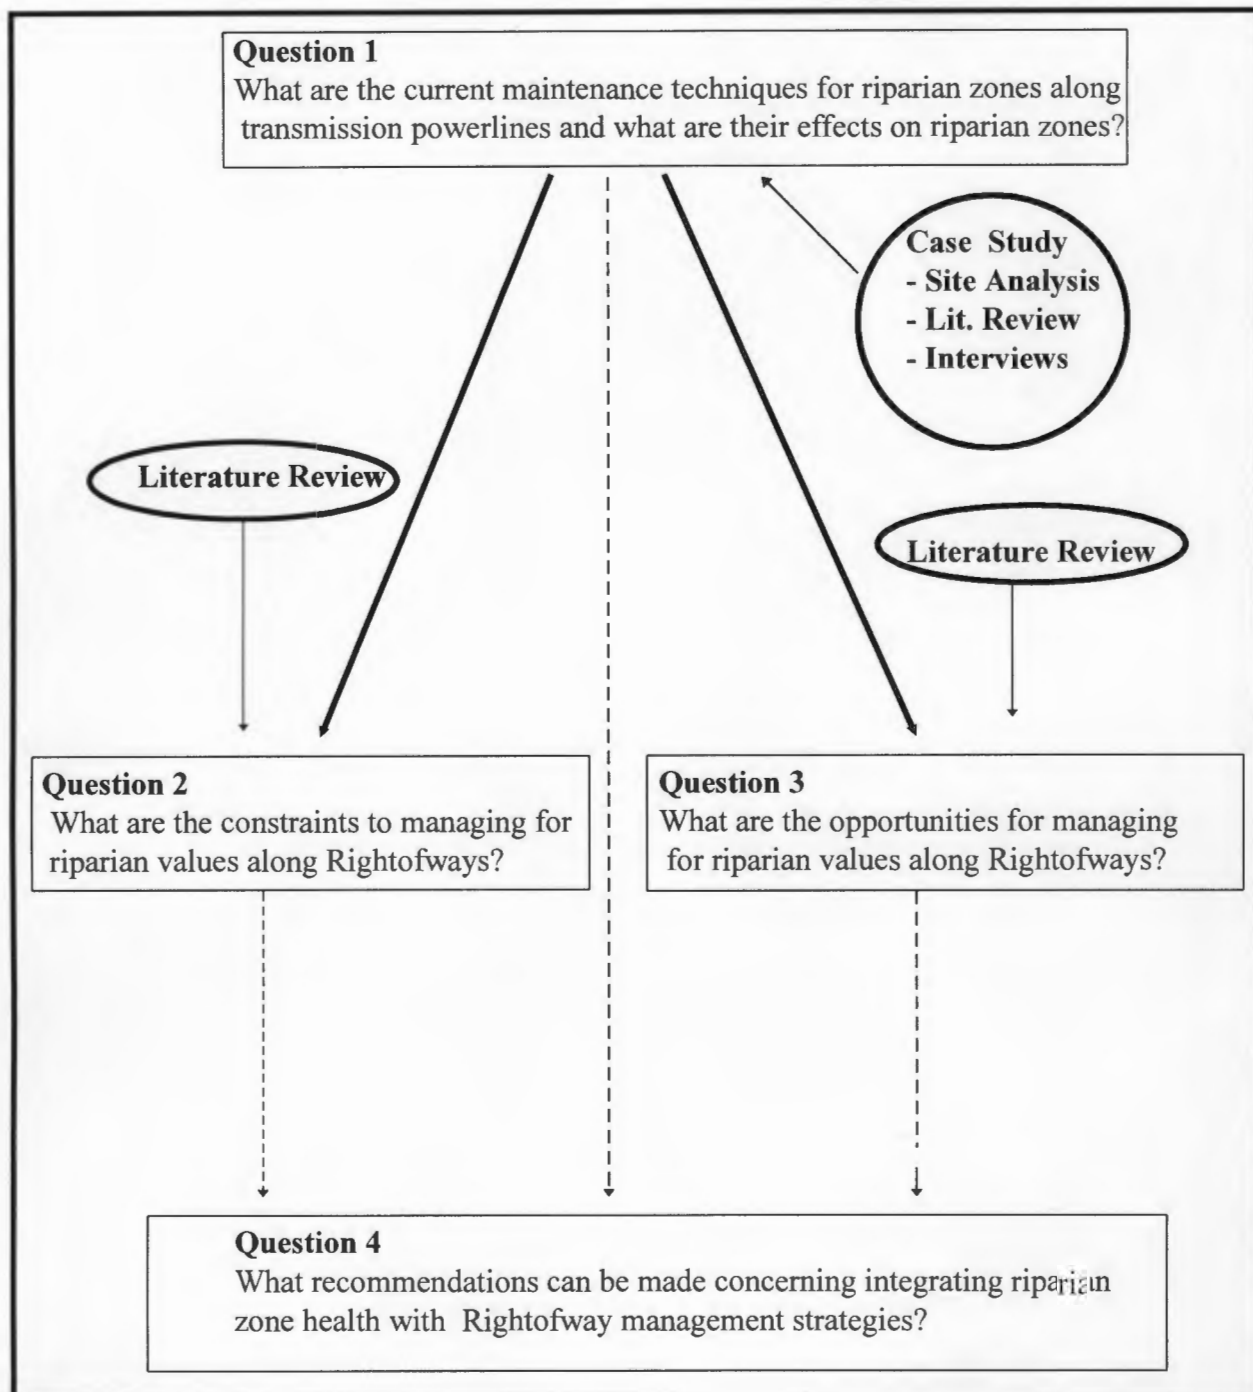 Question 1
What are the current maintenance techniques for riparian zones along
transmission powerlines and what are their effects on riparian zones?
Case Study
- Site Analysis
- Lit. Review
- Interviews
Literature Review
Literature Review
Question 2
What are the constraints to managing for
riparian values along Rightofways?
Question 3
What are the opportunities for managing
for riparian values along Rightofways?
Question 4
What recommendations can be made concerning integrating riparian
zone health with Rightofway management strategies?